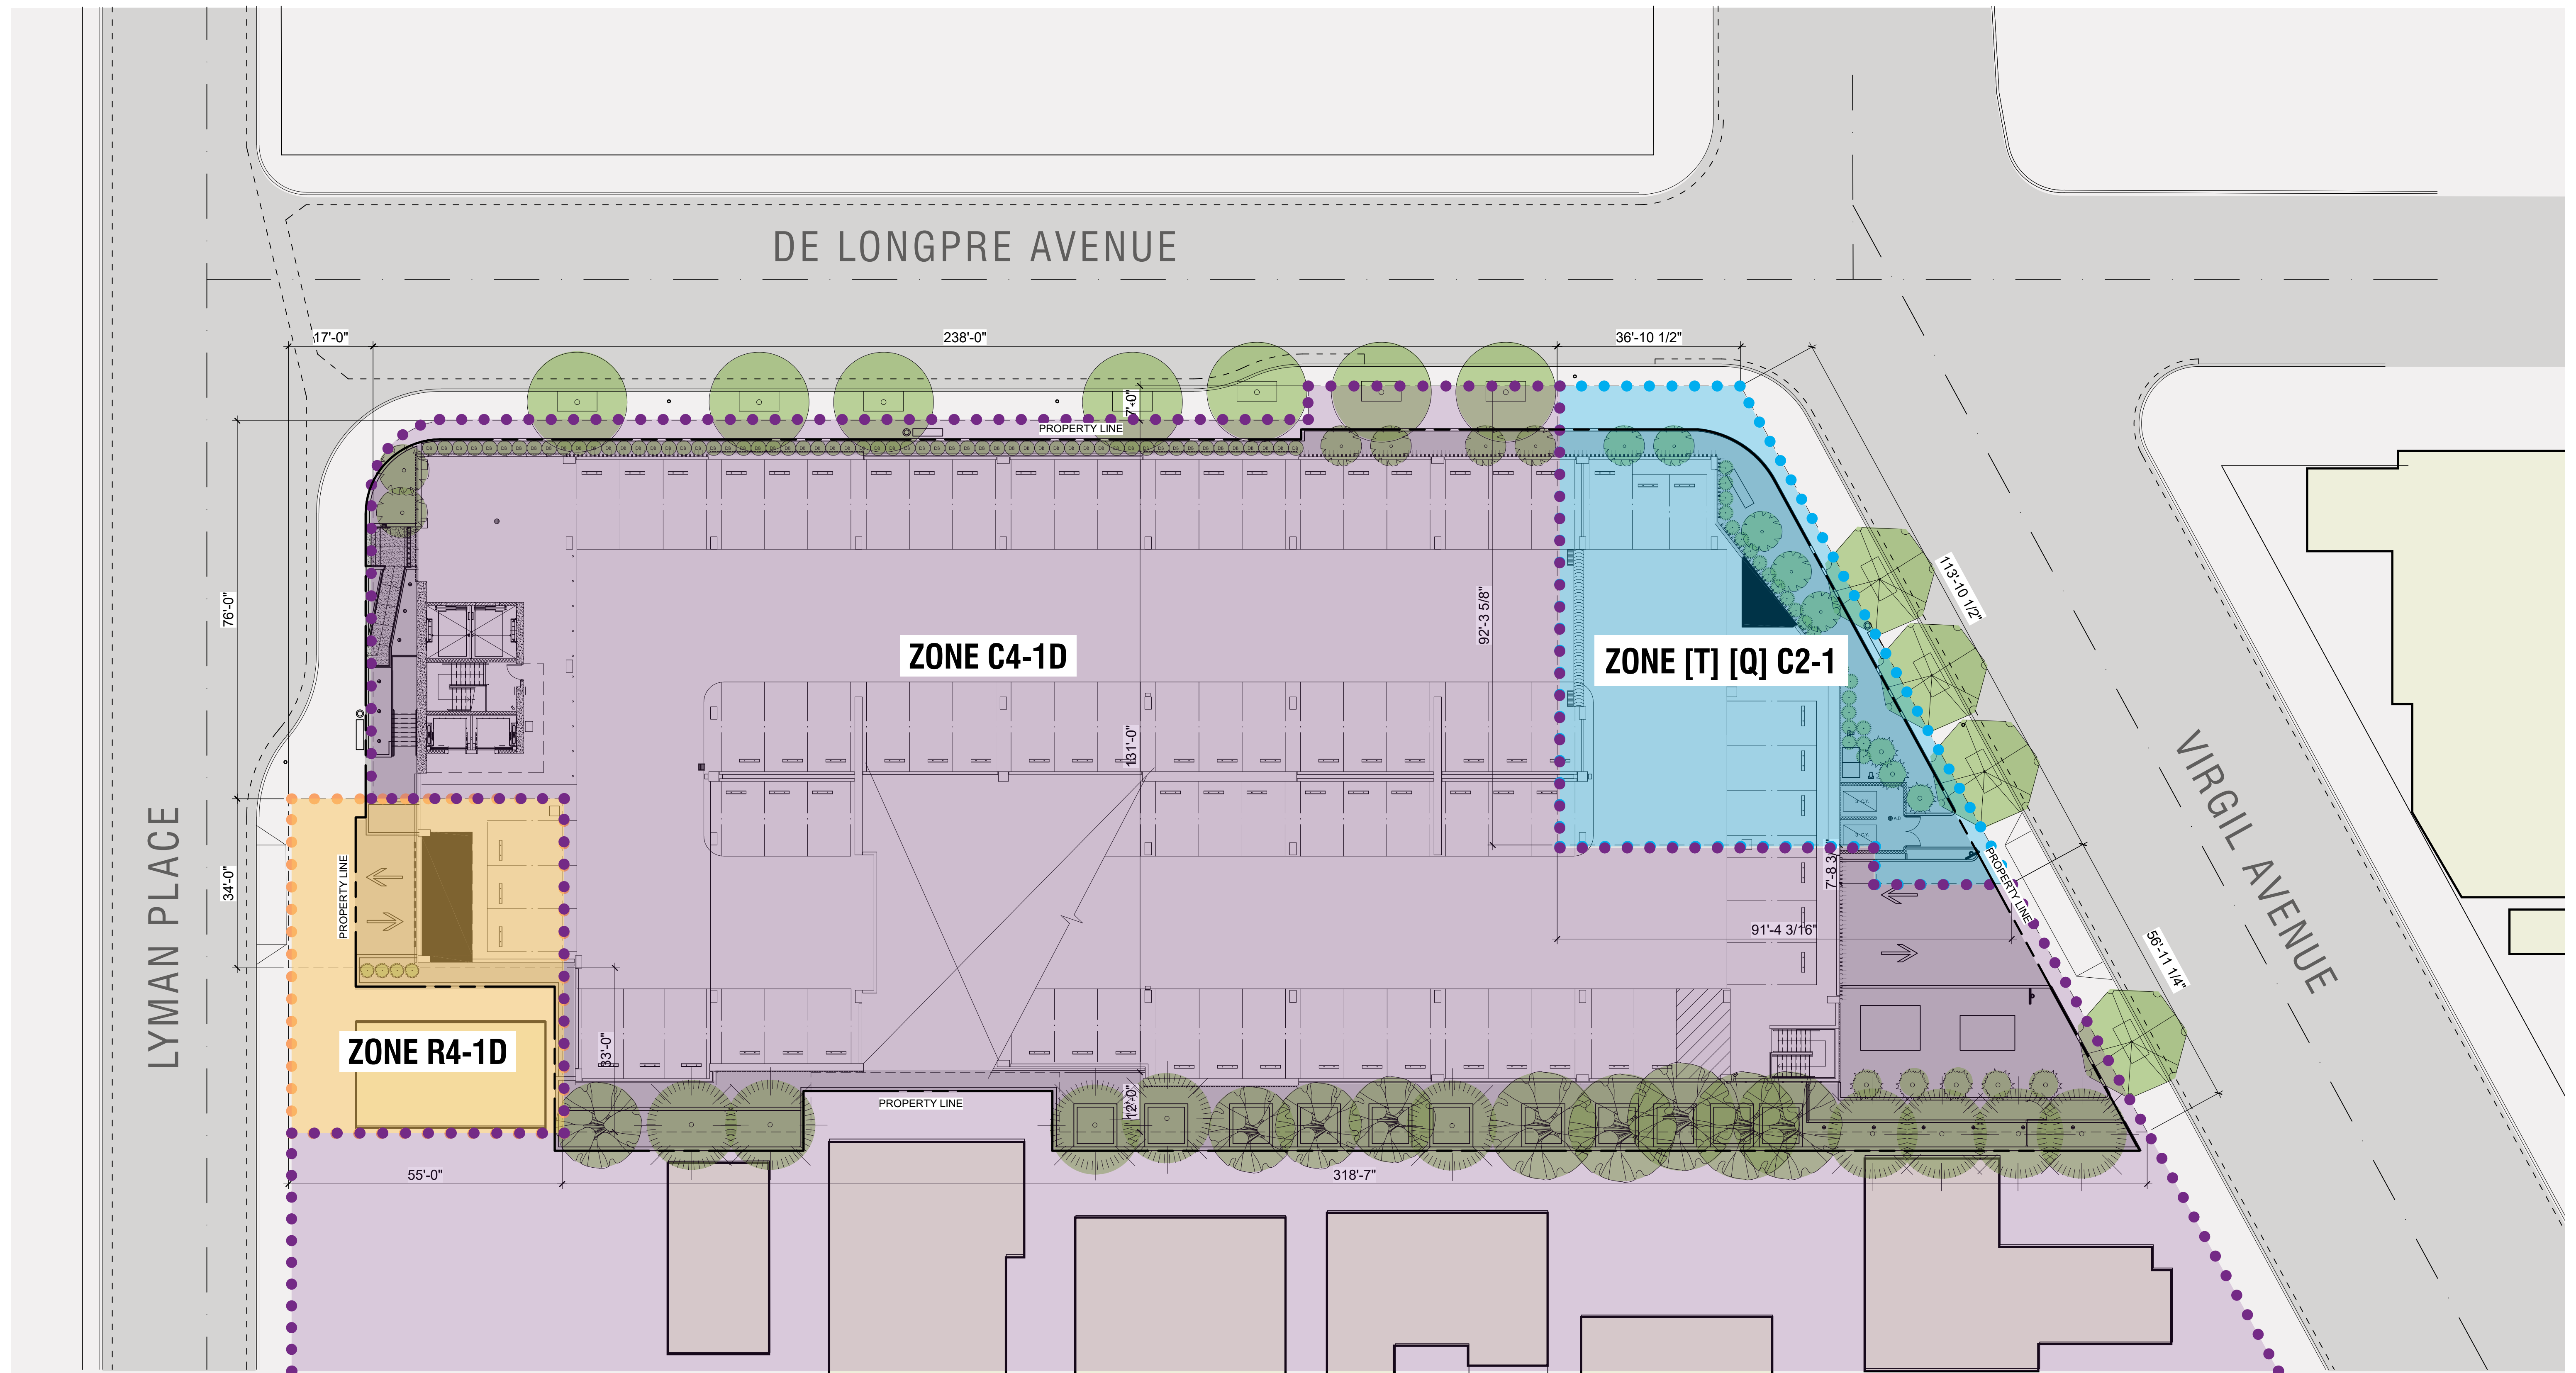 DE LONGPRE AVENUE
17'-0"
238'-0"
36'-10 1/2"
7'-0"
PROPERTY LINE
76'-0"
92'-3 5/8"
113'-10 1/2"
ZONE C4-1D
ZONE [T] [Q] C2-1
131'-0"
VIRGIL AVENUE
LYMAN PLACE
34'-0"
PROPERTY LINE
7'-8 3/
PROPERTY LINE
91'-4 3/16"
56'-11 1/4"
ZONE R4-1D
33'-0"
12'-0"
PROPERTY LINE
55'-0"
318'-7"